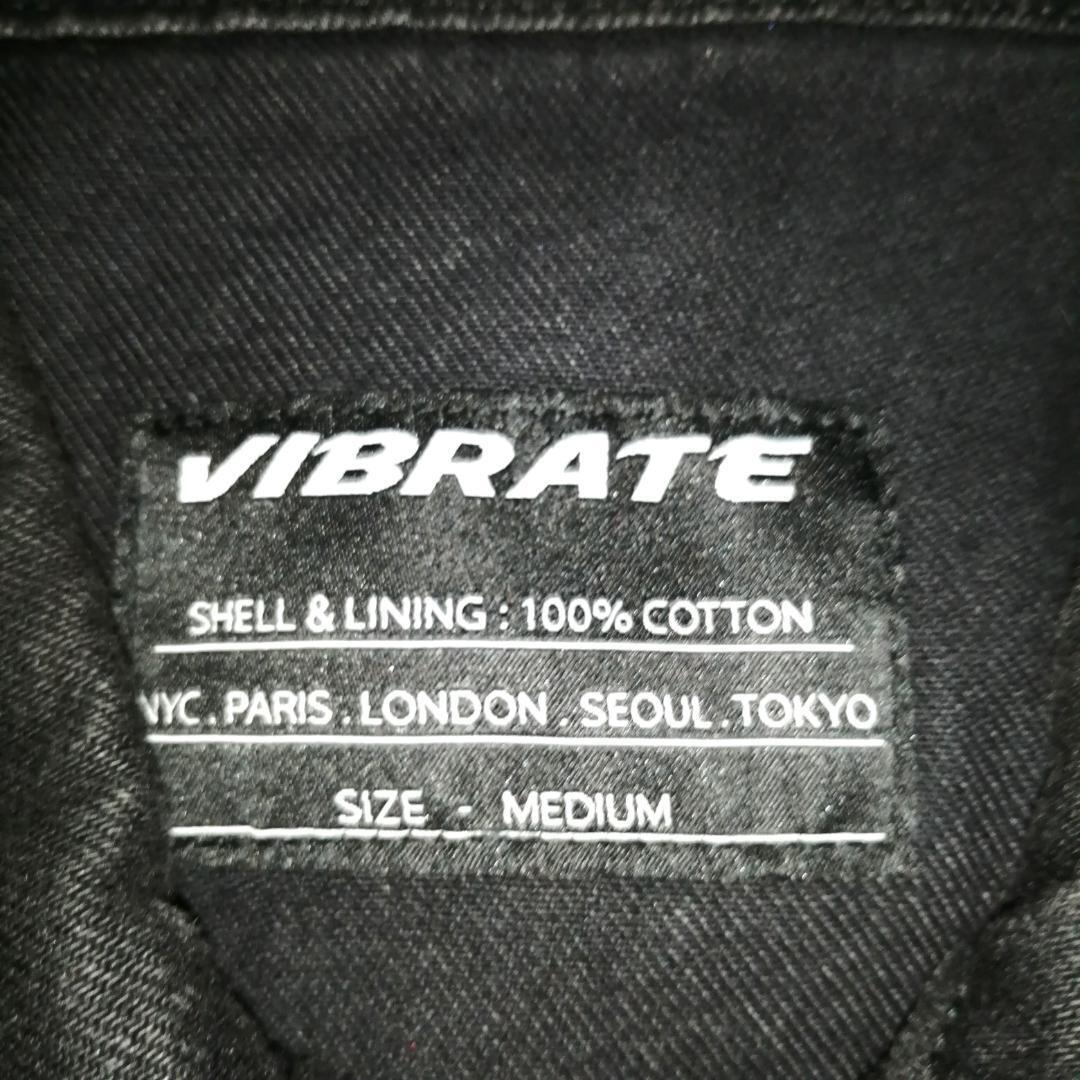 VIBRATE
SHELL & LINING : 100% COTTON
NYC . PARIS . LONDON . SEOUL . TOKYO
SIZE - MEDIUM